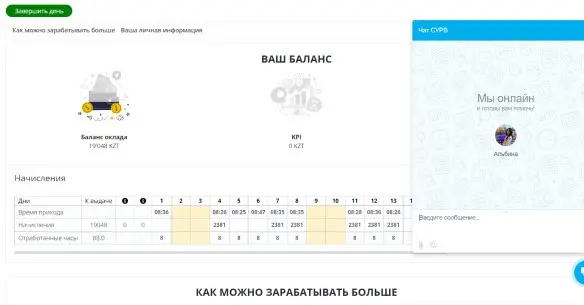 Завершить день
Как можно зарабатывать больше Ваша личная информация
Чат СУРВ
ВАШ БАЛАНС
Мы онлайн
и готовы вам помочь!
Альбина
Баланс оклада
19048 KZT
KPI
0 KZT
Начисления
Дни К выдаче 1 2 3 4 5 6 7 8 9 10 11 12 13
Время прихода 08:36 08:26 08:25 08:47 08:35 08:35 08:28 08:36 08:26
Начисления 19048 0 0 2381 2381 2381 2381 2381 2381 2381
Отработанные часы 88,0 8 8 8 8 8 8 8 8 8
Введите сообщение...
КАК МОЖНО ЗАРАБАТЫВАТЬ БОЛЬШЕ